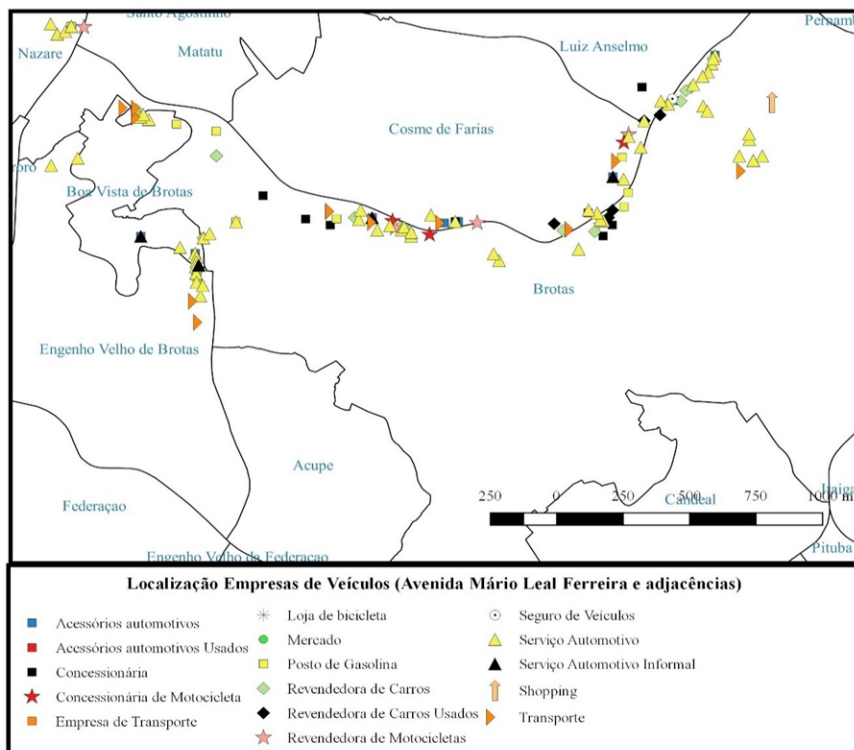 Santo Agostinho
Pernamb
Nazare
Matatu
Luiz Anselmo
Cosme de Farias
roro
Boa Vista de Brotas
Brotas
Engenho Velho de Brotas
Acupe
Federaçao
250 0 250 500 750 1000 m
Candeal
Itaiga
Engenho Velho da Federaçao
Pituba
Localização Empresas de Veículos (Avenida Mário Leal Ferreira e adjacências)
Acessórios automotivos
Acessórios automotivos Usados
Concessionária
Concessionária de Motocicleta
Empresa de Transporte
Loja de bicicleta
Mercado
Posto de Gasolina
Revendedora de Carros
Revendedora de Carros Usados
Revendedora de Motocicletas
Seguro de Veículos
Serviço Automotivo
Serviço Automotivo Informal
Shopping
Transporte